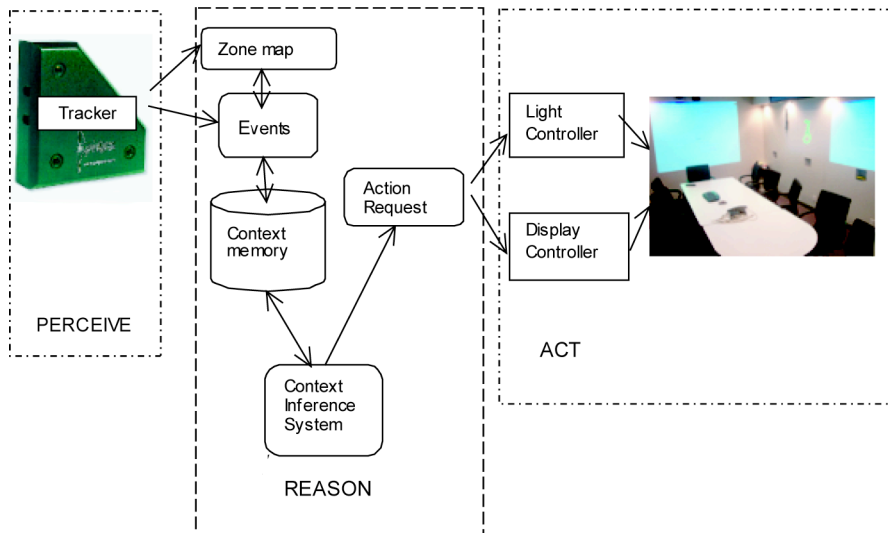 Tracker
PERCEIVE
Zone map
Events
Context
memory
Context
Inference
System
Action
Request
REASON
Light
Controller
Display
Controller
ACT